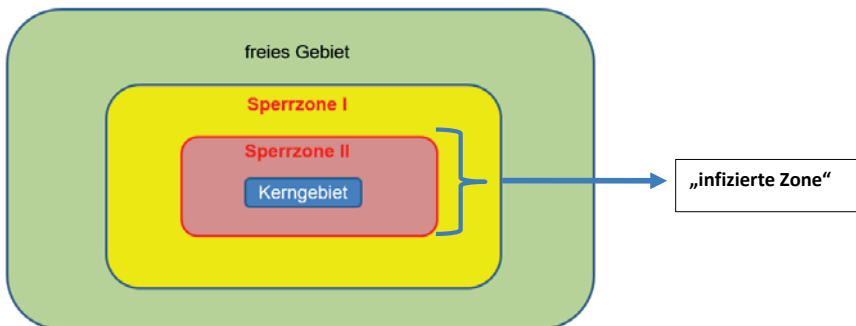 freies Gebiet
Sperrzone I
Sperrzone II
Kerngebiet
„infizierte Zone“